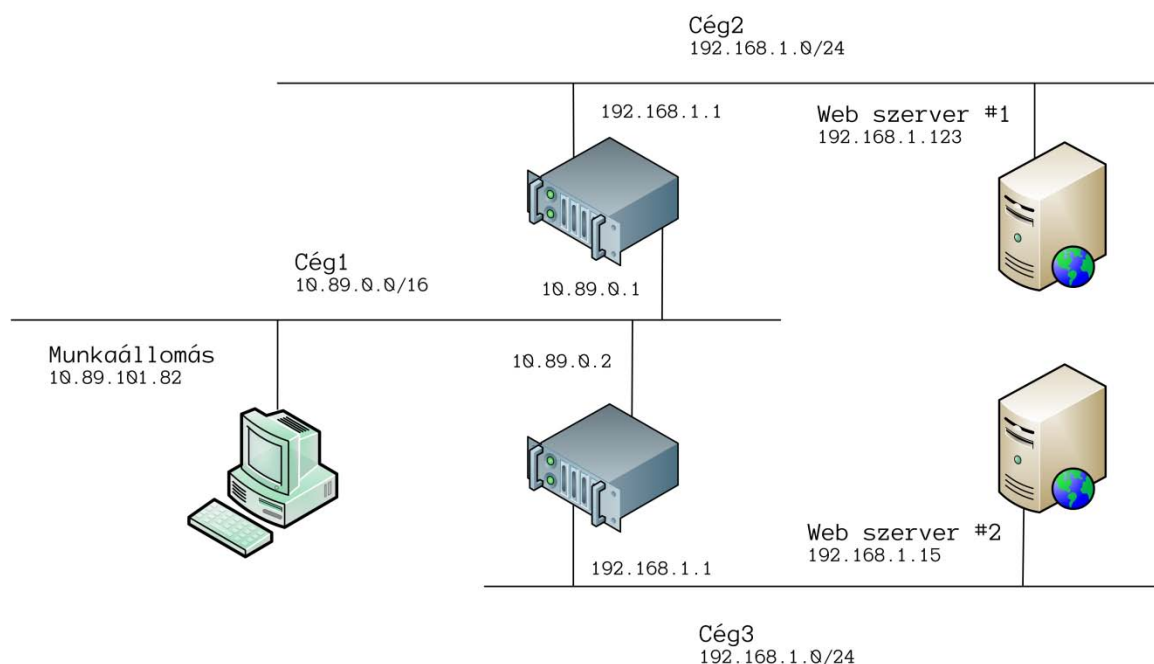 Cég2
192.168.1.0/24
192.168.1.1
Web szerver #1
192.168.1.123
Cég1
10.89.0.0/16
10.89.0.1
Munkaállomás
10.89.101.82
10.89.0.2
Web szerver #2
192.168.1.15
192.168.1.1
Cég3
192.168.1.0/24